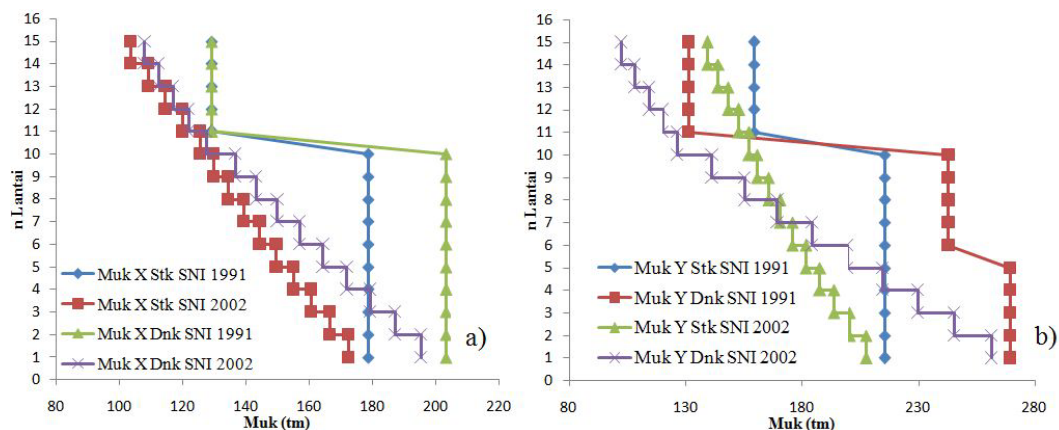 16
15
14
13
12
11
10
9
8
7
6
5
4
3
2
1
0
n Lantai
Muk X Stk SNI 1991
Muk X Stk SNI 2002
Muk X Dnk SNI 1991
Muk X Dnk SNI 2002
a)
80 100 120 140 160 180 200 220
Muk (tm)
16
15
14
13
12
11
10
9
8
7
6
5
4
3
2
1
0
n Lantai
Muk Y Stk SNI 1991
Muk Y Dnk SNI 1991
Muk Y Stk SNI 2002
Muk Y Dnk SNI 2002
b)
80 130 180 230 280
Muk (tm)